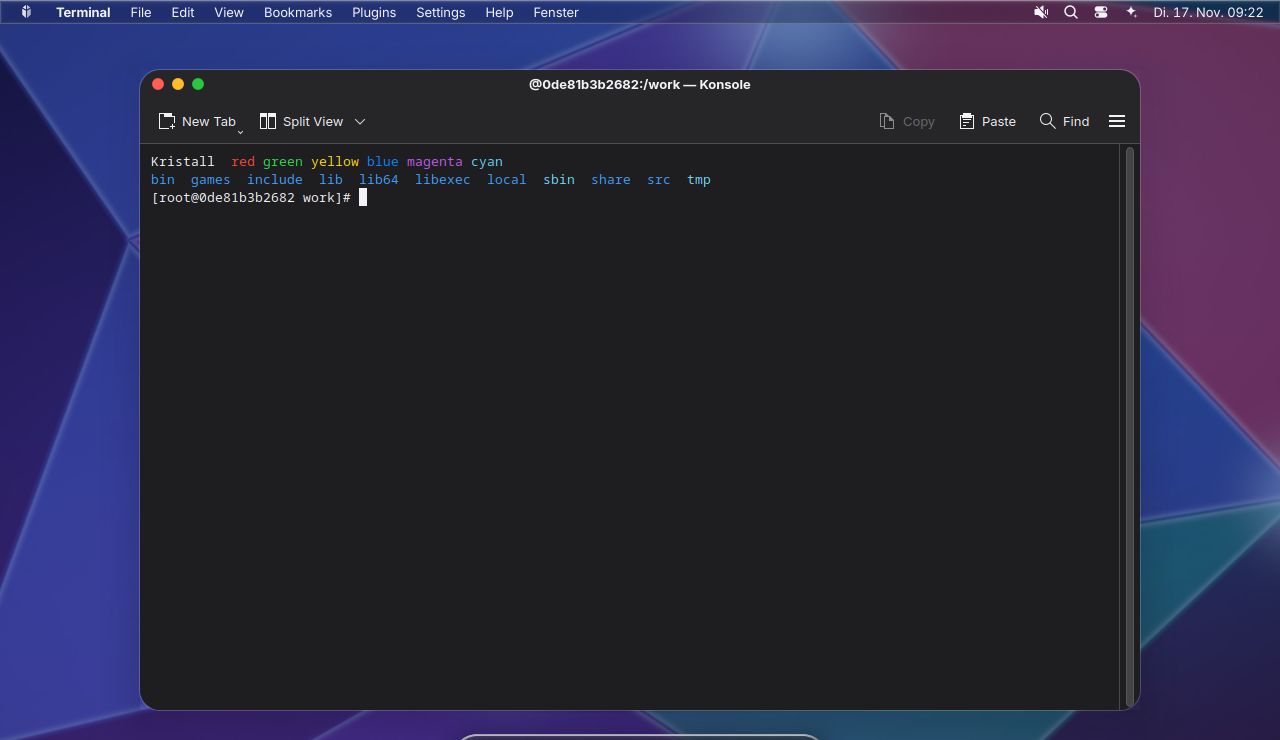 Terminal File Edit View Bookmarks Plugins Settings Help Fenster Di. 17. Nov. 09:22
@0de81b3b2682:/work — Konsole
New Tab Split View Copy Paste Find
Kristall red green yellow blue magenta cyan
bin games include lib lib64 libexec local sbin share src tmp
[root@0de81b3b2682 work]#